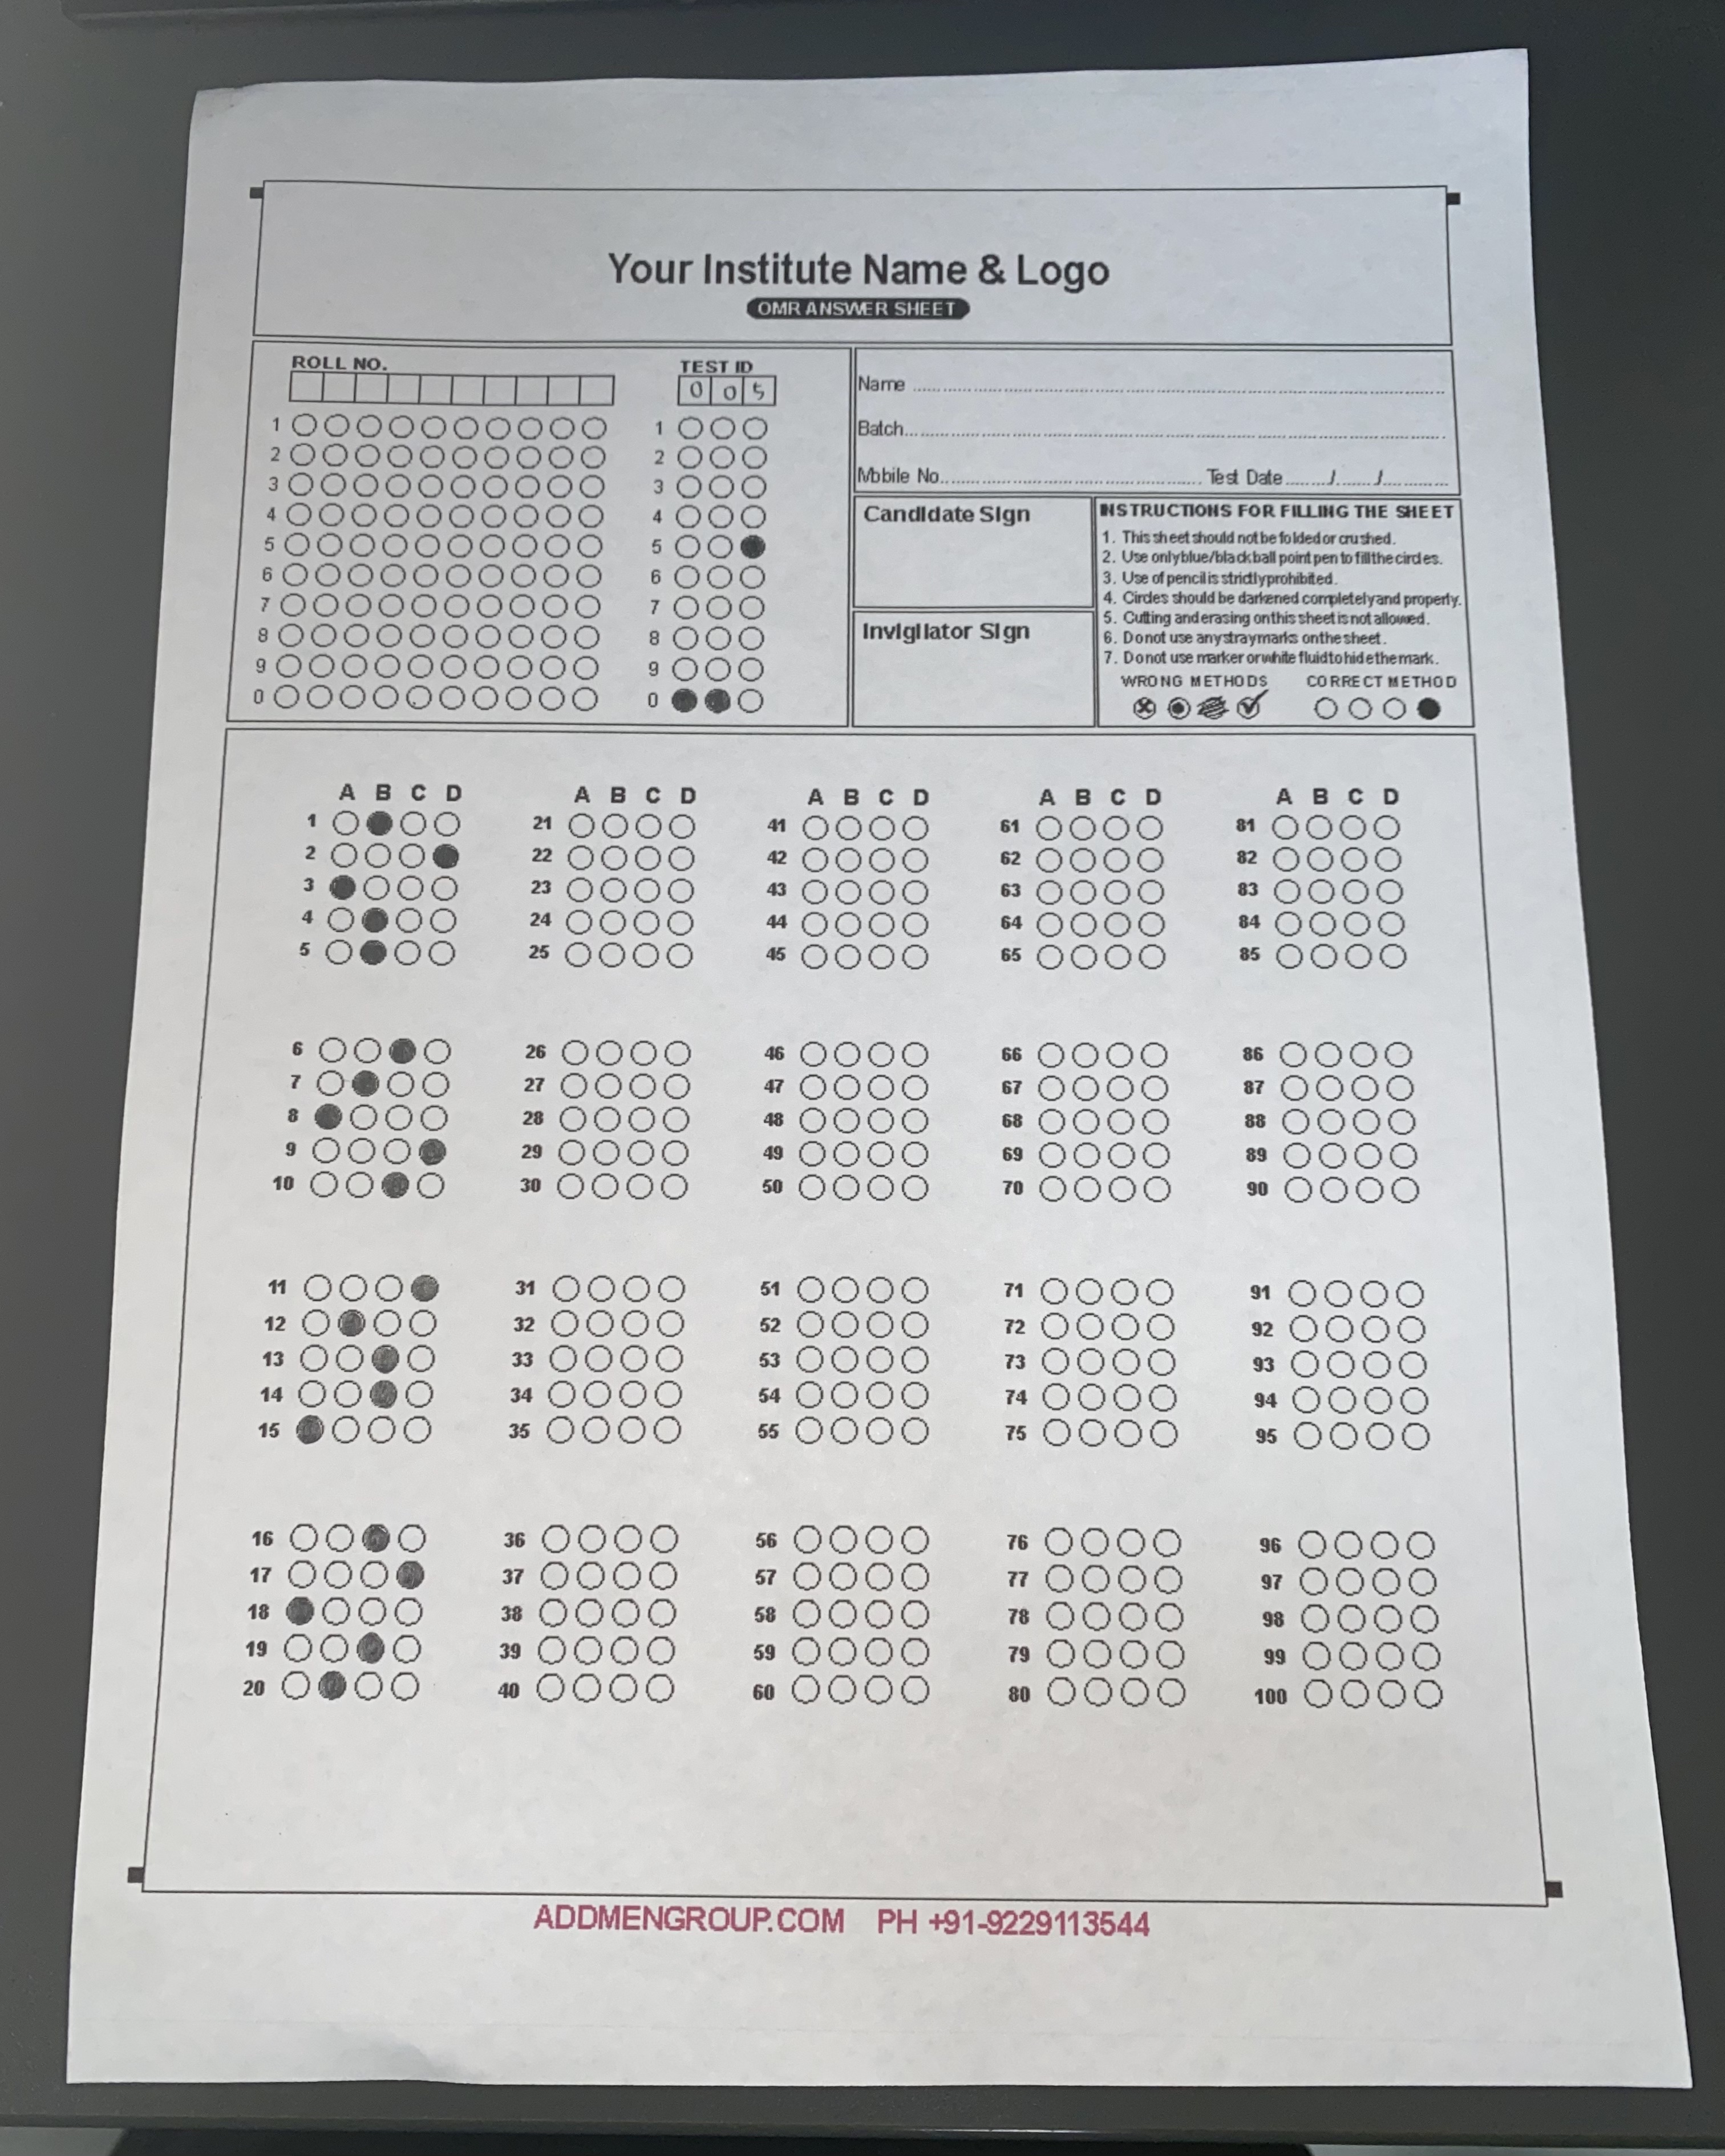 Your Institute Name & Logo
OMR ANSWER SHEET
ROLL NO.
TEST ID
0 0 5
1 1
2 2
3 3
4 4
5 5
6 6
7 7
8 8
9 9
0 0
Name
Batch
Mobile No. Test Date / /
Candidate Sign
Invigilator Sign
INSTRUCTIONS FOR FILLING THE SHEET
1. This sheet should not be folded or crushed.
2. Use only blue/black ball point pen to fill the circles.
3. Use of pencil is strictly prohibited.
4. Circles should be darkened completely and properly.
5. Cutting and erasing on this sheet is not allowed.
6. Do not use any stray marks on the sheet.
7. Do not use marker or white fluid to hide the mark.
WRONG METHODS CORRECT METHOD
A B C D A B C D A B C D A B C D A B C D
1 21 41 61 81
2 22 42 62 82
3 23 43 63 83
4 24 44 64 84
5 25 45 65 85
6 26 46 66 86
7 27 47 67 87
8 28 48 68 88
9 29 49 69 89
10 30 50 70 90
11 31 51 71 91
12 32 52 72 92
13 33 53 73 93
14 34 54 74 94
15 35 55 75 95
16 36 56 76 96
17 37 57 77 97
18 38 58 78 98
19 39 59 79 99
20 40 60 80 100
ADDMENGROUP.COM PH +91-9229113544